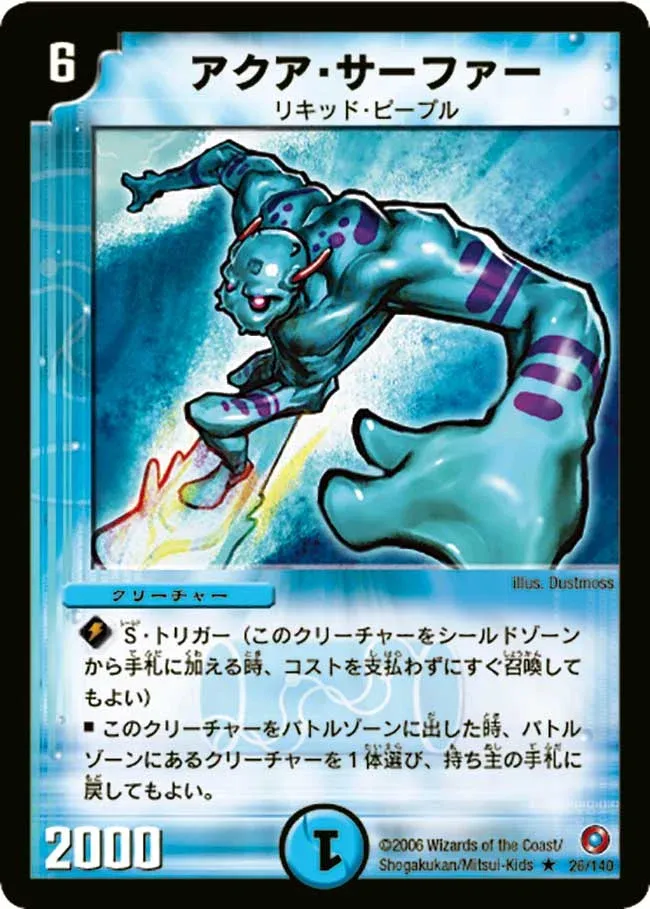 6
アクア・サーファー
リキッド・ピープル
illus. Dustmoss
クリーチャー
S・トリガー（このクリーチャーをシールドゾーン
から手札に加える時、コストを支払わずにすぐ召喚して
もよい）
■ このクリーチャーをバトルゾーンに出した時、バトル
ゾーンにあるクリーチャーを1体選び、持ち主の手札に
戻してもよい。
2000
1
©2006 Wizards of the Coast/
Shogakukan/Mitsui-Kids ★ 26/140